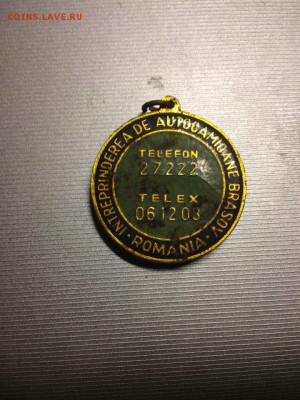 COINS.LAVE.RU
INTREPRINDEREA DE AUTOCAMIOANE BRASOV
TELEFON
27222
TELEX
061203
· ROMANIA ·